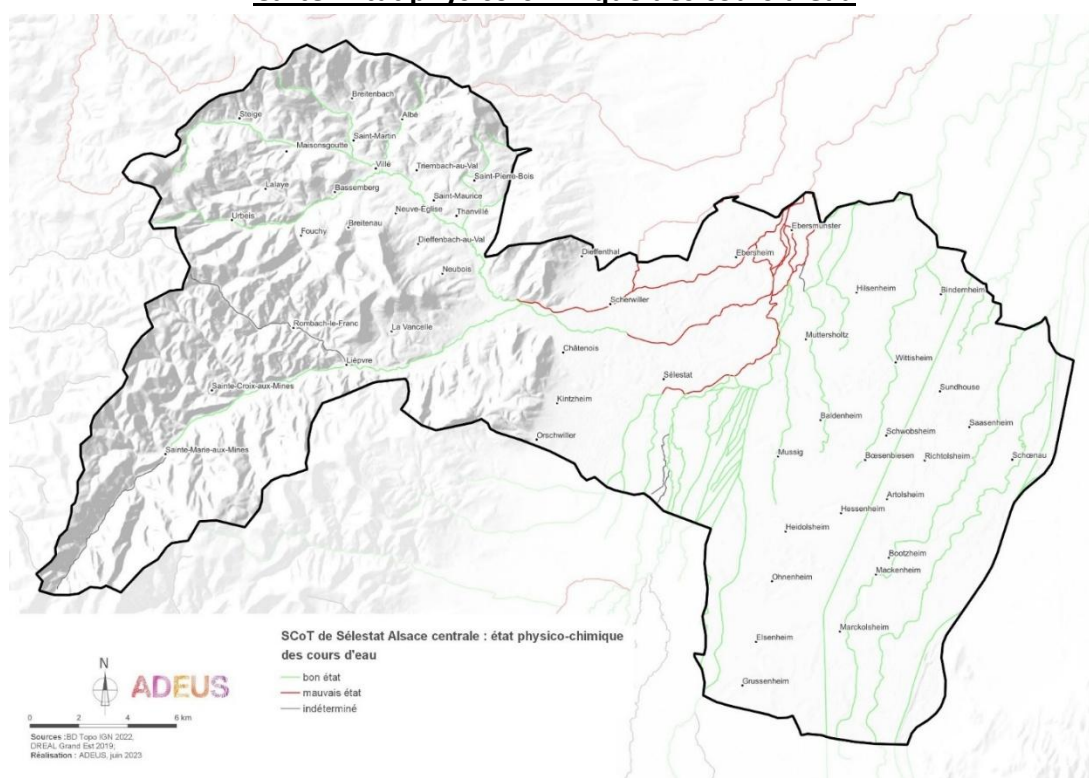 Breitenbach
Steige
Albé
Saint-Martin
Maisonsgoutte
Villé
Triembach-au-Val
Saint-Pierre-Bois
Lalaye
Bassemberg
Saint-Maurice
Neuve-Église
Thanvillé
Urbeis
Fouchy
Breitenau
Dieffenbach-au-Val
Neubois
Dieffenthal
Ebersheim
Ebersmunster
Scherwiller
Hilsenheim
Bindernheim
Rombach-le-Franc
La Vancelle
Lièpvre
Châtenois
Muttersholtz
Wittisheim
Sainte-Croix-aux-Mines
Sélestat
Sundhouse
Kintzheim
Baldenheim
Saasenheim
Orschwiller
Schwobsheim
Sainte-Marie-aux-Mines
Mussig
Bœsenbiesen
Richtolsheim
Schœnau
Artolsheim
Hessenheim
Heidolsheim
Bootzheim
Ohnenheim
Mackenheim
Marckolsheim
Elsenheim
Grussenheim
SCoT de Sélestat Alsace centrale : état physico-chimique
des cours d'eau
bon état
mauvais état
indéterminé
N
ADEUS
0 2 4 6 km
Sources :BD Topo IGN 2022,
DREAL Grand Est 2019;
Réalisation : ADEUS, juin 2023